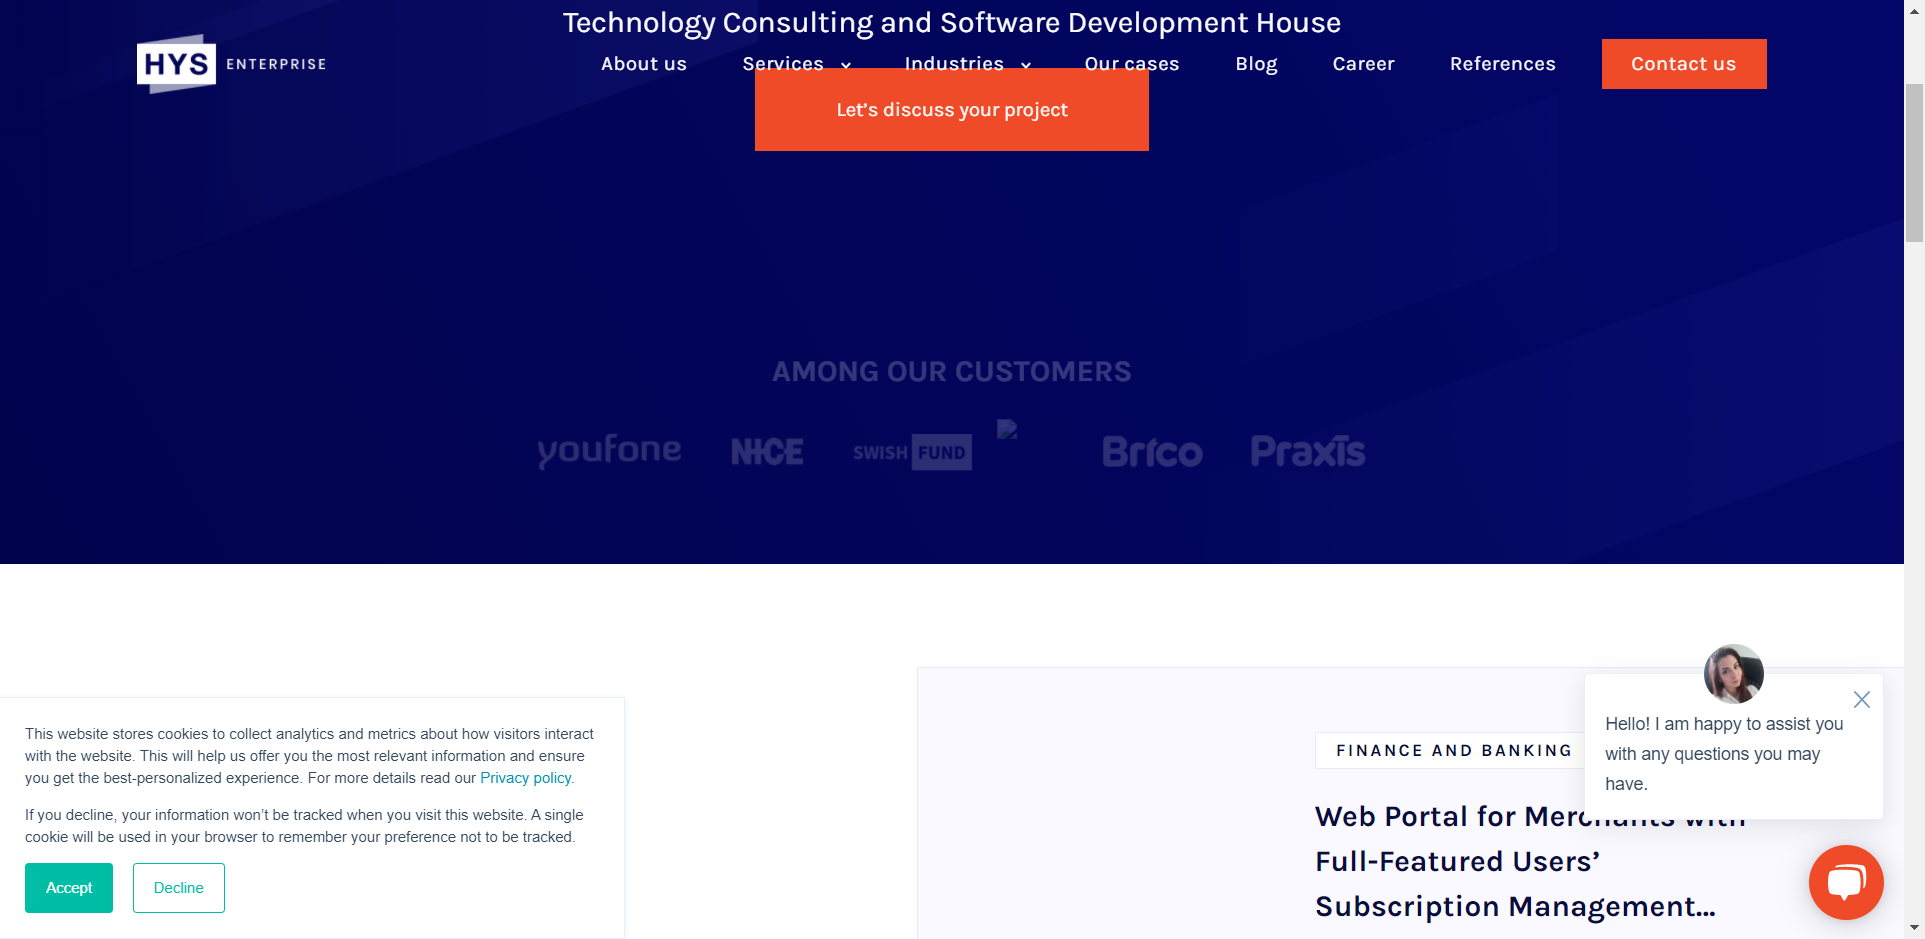 Technology Consulting and Software Development House
HYS ENTERPRISE
About us
Services
Industries
Our cases
Blog
Career
References
Contact us
Let's discuss your project
AMONG OUR CUSTOMERS
youfone
NICE
SWISH FUND
Brico
Praxis
This website stores cookies to collect analytics and metrics about how visitors interact
with the website. This will help us offer you the most relevant information and ensure
you get the best-personalized experience. For more details read our Privacy policy.
If you decline, your information won't be tracked when you visit this website. A single
cookie will be used in your browser to remember your preference not to be tracked.
Accept
Decline
FINANCE AND BANKING
Web Portal for Merchants with
Full-Featured Users’
Subscription Management...
Hello! I am happy to assist you
with any questions you may
have.